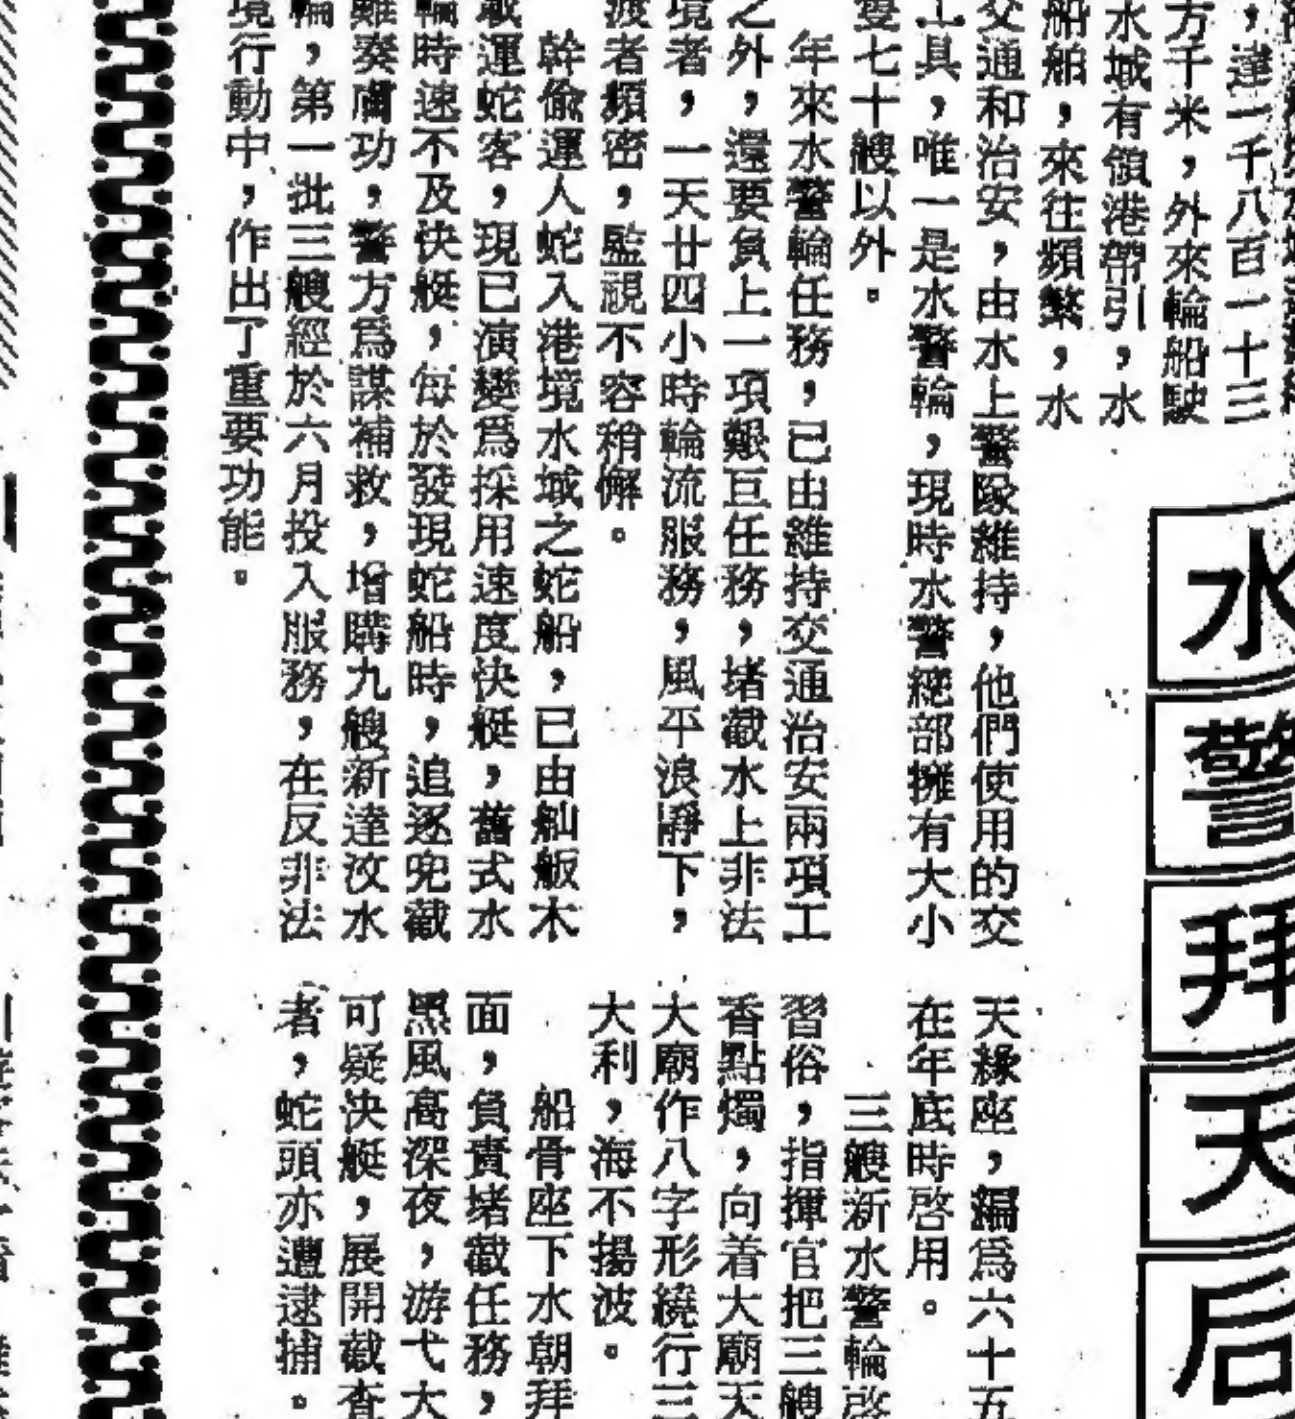 水警拜天后
，達一千八百一十三
方千米，外來輪船駛
水域有領港帶引，水
船舶，來往頻繁，水
交通和治安，由水上警隊維持，他們使用的交
工具，唯一是水警輪，現時水警總部擁有大小
隻七十艘以外。
年來水警輪任務，已由維持交通治安兩項工
之外，還要負上一項艱巨任務，堵截水上非法
境者，一天廿四小時輪流服務，風平浪靜下，
渡者頻密，監視不容稍懈。
幹偷運人蛇入港境水域之蛇船，已由舢舨木
載運蛇客，現已演變爲採用速度快艇，舊式水
輪時速不及快艇，每於發現蛇船時，追逐兜截
難奏膚功，警方爲謀補救，增購九艘新達汶水
輪，第一批三艘經於六月投入服務，在反非法
境行動中，作出了重要功能。
天緣座，編爲六十五
在年底時啓用。
三艘新水警輪啓
習俗，指揮官把三艘
香點燭，向着大廟天
大廟作八字形繞行三
大利，海不揚波。
船骨座下水朝拜
面，負責堵截任務，
黑風高深夜，游弋大
可疑快艇，展開截查
者，蛇頭亦遭逮捕。